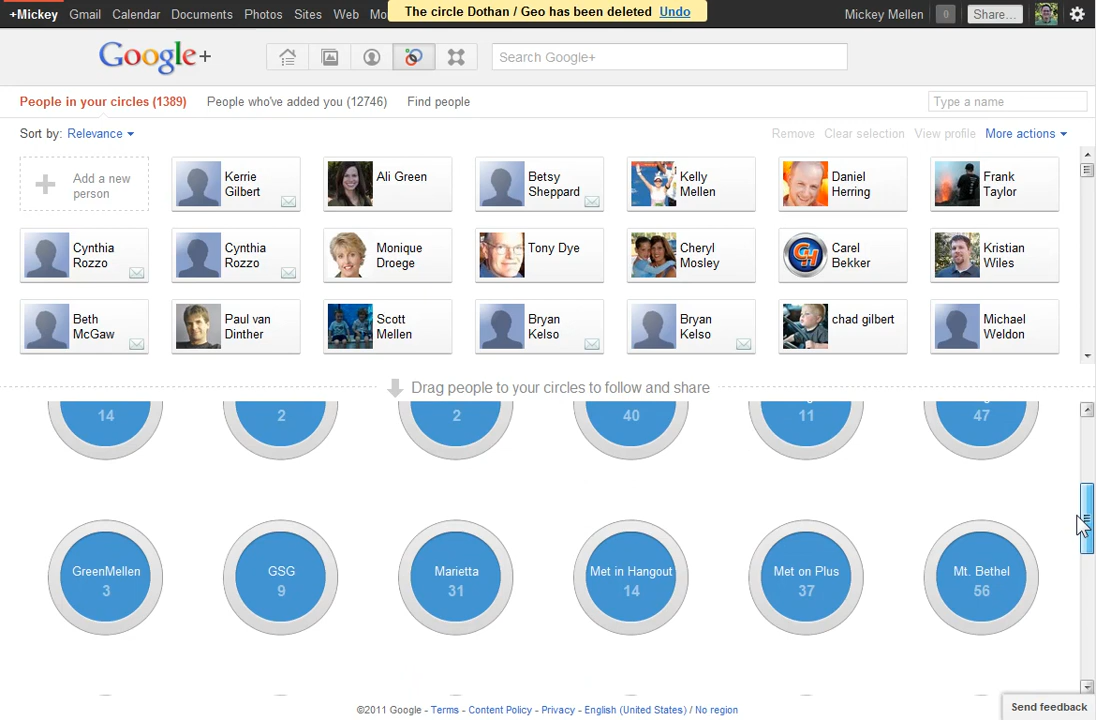 +Mickey Gmail Calendar Documents Photos Sites Web Mo
The circle Dothan / Geo has been deleted Undo
Mickey Mellen 0 Share...
Google+
Search Google+
People in your circles (1389) People who've added you (12746) Find people
Type a name
Sort by: Relevance
Remove Clear selection View profile More actions
Add a new
person
Kerrie
Gilbert
Ali Green
Betsy
Sheppard
Kelly
Mellen
Daniel
Herring
Frank
Taylor
Cynthia
Rozzo
Cynthia
Rozzo
Monique
Droege
Tony Dye
Cheryl
Mosley
Carel
Bekker
Kristian
Wiles
Beth
McGaw
Paul van
Dinther
Scott
Mellen
Bryan
Kelso
Bryan
Kelso
chad gilbert
Michael
Weldon
Drag people to your circles to follow and share
14 2 2 40 11 47
GreenMellen
3
GSG
9
Marietta
31
Met in Hangout
14
Met on Plus
37
Mt. Bethel
56
©2011 Google - Terms - Content Policy - Privacy - English (United States) / No region
Send feedback